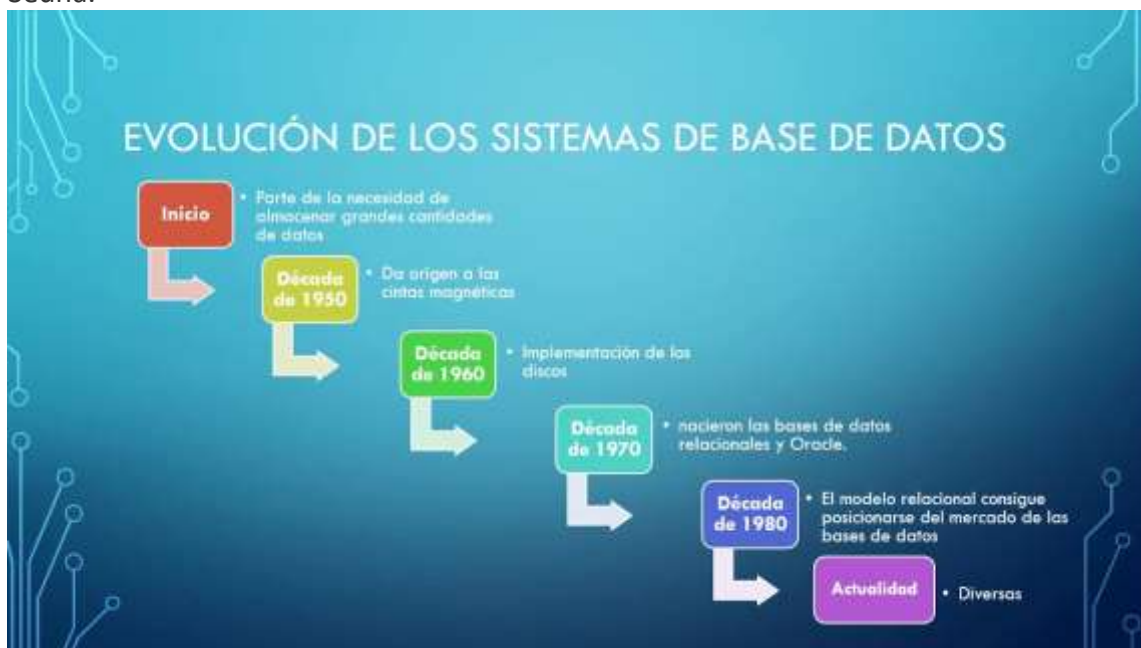 EVOLUCIÓN DE LOS SISTEMAS DE BASE DE DATOS
Inicio
• Parte de la necesidad de
almacenar grandes cantidades
de datos
Década
de 1950
• Da origen a las
cintas magnéticas
Década
de 1960
• Implementación de los
discos
Década
de 1970
• nacieron las bases de datos
relacionales y Oracle.
Década
de 1980
• El modelo relacional consigue
posicionarse del mercado de las
bases de datos
Actualidad
• Diversas